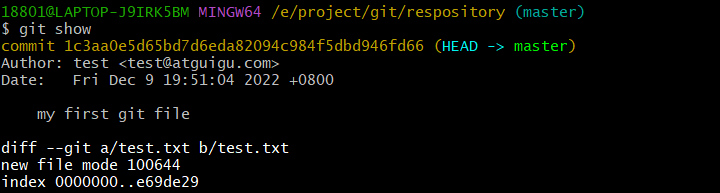 18801@LAPTOP-J9IRK5BM MINGW64 /e/project/git/respository (master)
$ git show
commit 1c3aa0e5d65bd7d6eda82094c984f5dbd946fd66 (HEAD -> master)
Author: test <test@atguigu.com>
Date:   Fri Dec 9 19:51:04 2022 +0800
    my first git file
diff --git a/test.txt b/test.txt
new file mode 100644
index 0000000..e69de29